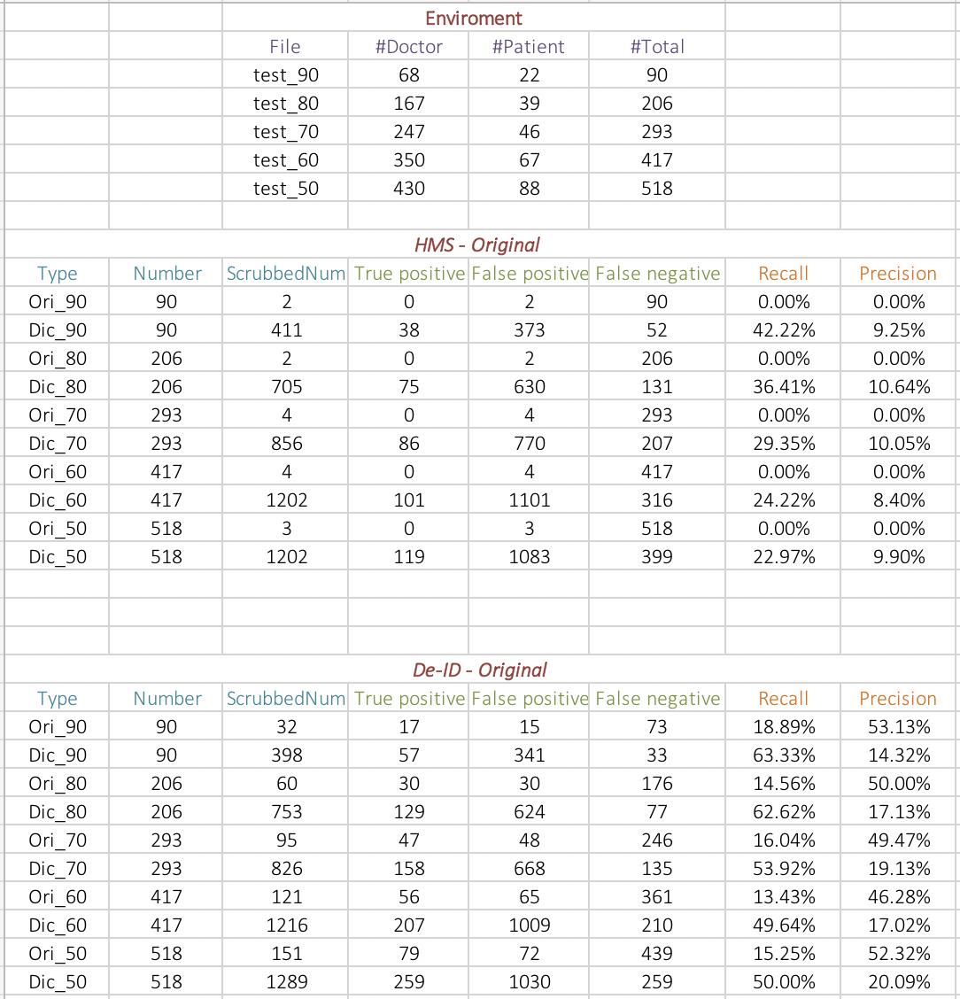 Enviroment
File #Doctor #Patient #Total
test_90 68 22 90
test_80 167 39 206
test_70 247 46 293
test_60 350 67 417
test_50 430 88 518
HMS - Original
Type Number ScrubbedNum True positive False positive False negative Recall Precision
Ori_90 90 2 0 2 90 0.00% 0.00%
Dic_90 90 411 38 373 52 42.22% 9.25%
Ori_80 206 2 0 2 206 0.00% 0.00%
Dic_80 206 705 75 630 131 36.41% 10.64%
Ori_70 293 4 0 4 293 0.00% 0.00%
Dic_70 293 856 86 770 207 29.35% 10.05%
Ori_60 417 4 0 4 417 0.00% 0.00%
Dic_60 417 1202 101 1101 316 24.22% 8.40%
Ori_50 518 3 0 3 518 0.00% 0.00%
Dic_50 518 1202 119 1083 399 22.97% 9.90%
De-ID - Original
Type Number ScrubbedNum True positive False positive False negative Recall Precision
Ori_90 90 32 17 15 73 18.89% 53.13%
Dic_90 90 398 57 341 33 63.33% 14.32%
Ori_80 206 60 30 30 176 14.56% 50.00%
Dic_80 206 753 129 624 77 62.62% 17.13%
Ori_70 293 95 47 48 246 16.04% 49.47%
Dic_70 293 826 158 668 135 53.92% 19.13%
Ori_60 417 121 56 65 361 13.43% 46.28%
Dic_60 417 1216 207 1009 210 49.64% 17.02%
Ori_50 518 151 79 72 439 15.25% 52.32%
Dic_50 518 1289 259 1030 259 50.00% 20.09%